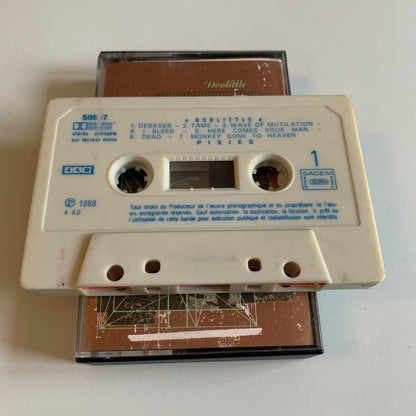 Doolittle
506 7
★ DOOLITTLE ★
1. DEBASER – 2. TAME – 3. WAVE OF MUTILATION –
4. I BLEED – 5. HERE COMES YOUR MAN –
6. DEAD – 7 MONKEY GONE TO HEAVEN
PIXIES
stéréo utilisable
sur lecteur mono
1
SACEM
℗ 1989
4 AD
Tous droits du Producteur de l'œuvre phonographique et du propriétaire de l'œu-
vre enregistrée réservés. Sauf autorisation, la duplication, la location, le prêt ou
l'utilisation de cette bande pour exécution publique et radiodiffusion sont interdits.